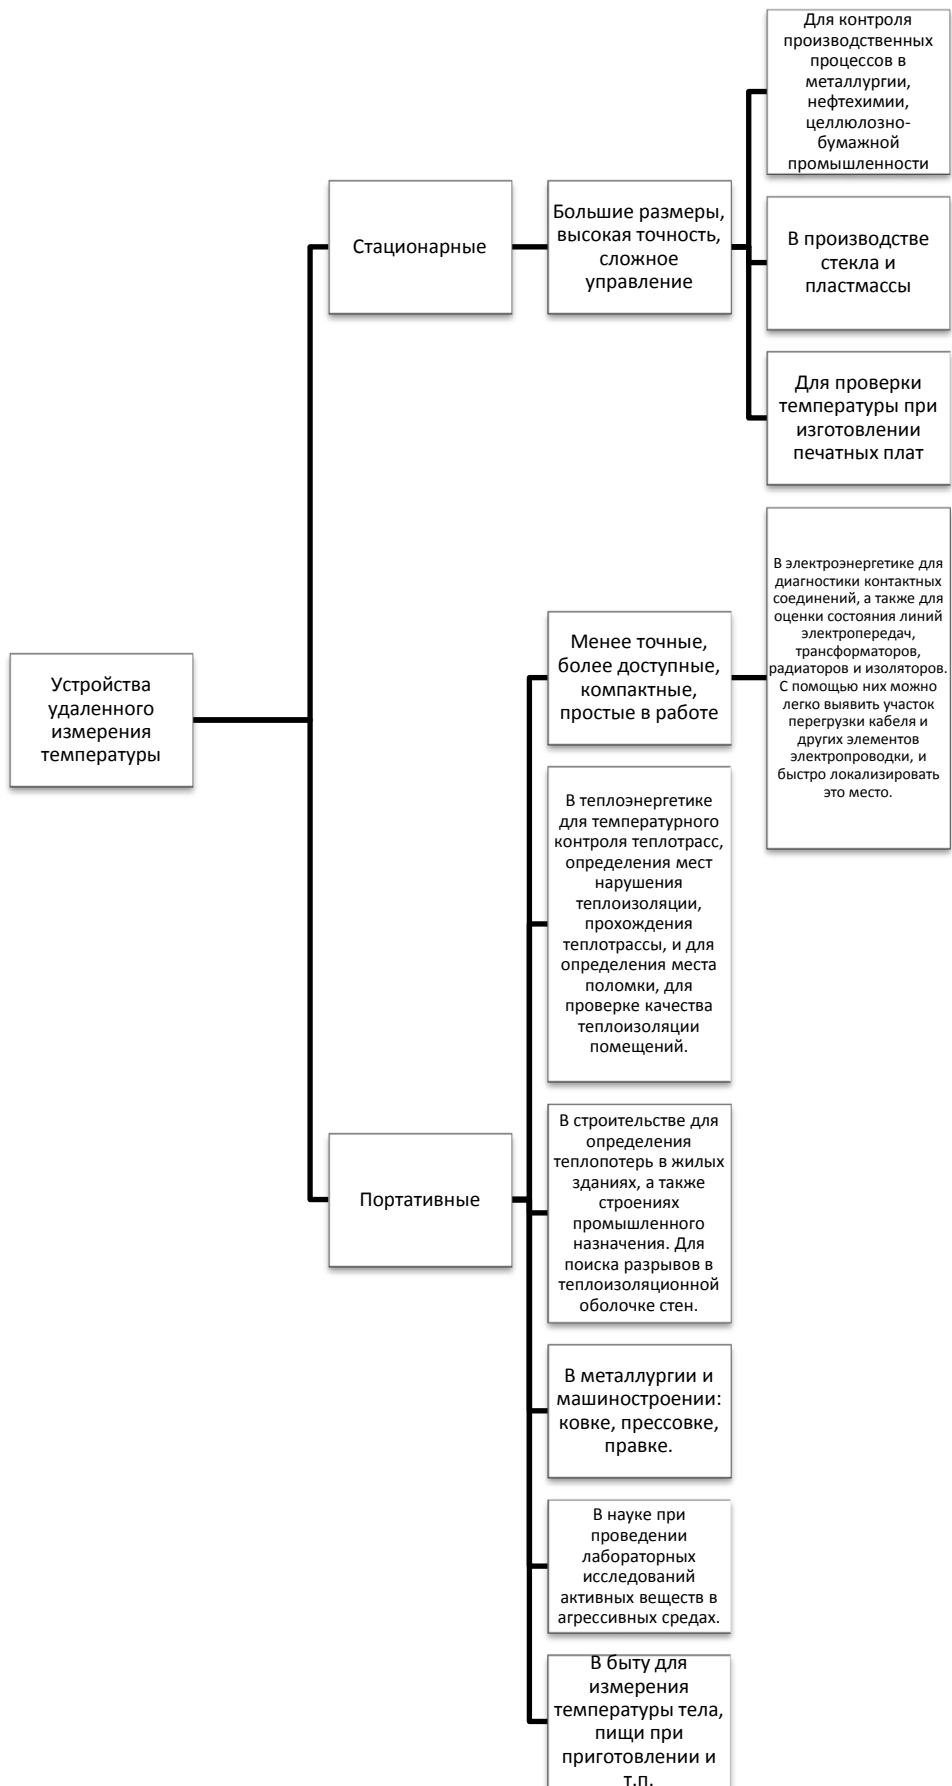 Для контроля
производственных
процессов в
металлургии,
нефтехимии,
целлюлозно-
бумажной
промышленности
Стационарные
Большие размеры,
высокая точность,
сложное
управление
В производстве
стекла и
пластмассы
Для проверки
температуры при
изготовлении
печатных плат
Устройства
удаленного
измерения
температуры
Менее точные,
более доступные,
компактные,
простые в работе
В электроэнергетике для
диагностики контактных
соединений, а также для
оценки состояния линий
электропередач,
трансформаторов,
радиаторов и изоляторов.
С помощью них можно
легко выявить участок
перегрузки кабеля и
других элементов
электропроводки, и
быстро локализировать
это место.
В теплоэнергетике
для температурного
контроля теплотрасс,
определения мест
нарушения
теплоизоляции,
прохождения
теплотрассы, и для
определения места
поломки, для
проверке качества
теплоизоляции
помещений.
Портативные
В строительстве для
определения
теплопотерь в жилых
зданиях, а также
строениях
промышленного
назначения. Для
поиска разрывов в
теплоизоляционной
оболочке стен.
В металлургии и
машиностроении:
ковке, прессовке,
правке.
В науке при
проведении
лабораторных
исследований
активных веществ в
агрессивных средах.
В быту для
измерения
температуры тела,
пищи при
приготовлении и
т.п.